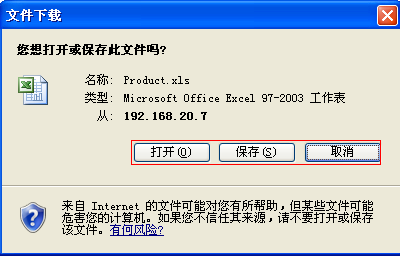 文件下载
您想打开或保存此文件吗?
名称: Product.xls
类型: Microsoft Office Excel 97-2003 工作表
从: 192.168.20.7
打开(O) 保存(S) 取消
来自 Internet 的文件可能对您有所帮助,但某些文件可能
危害您的计算机。如果您不信任其来源,请不要打开或保存
该文件。有何风险?